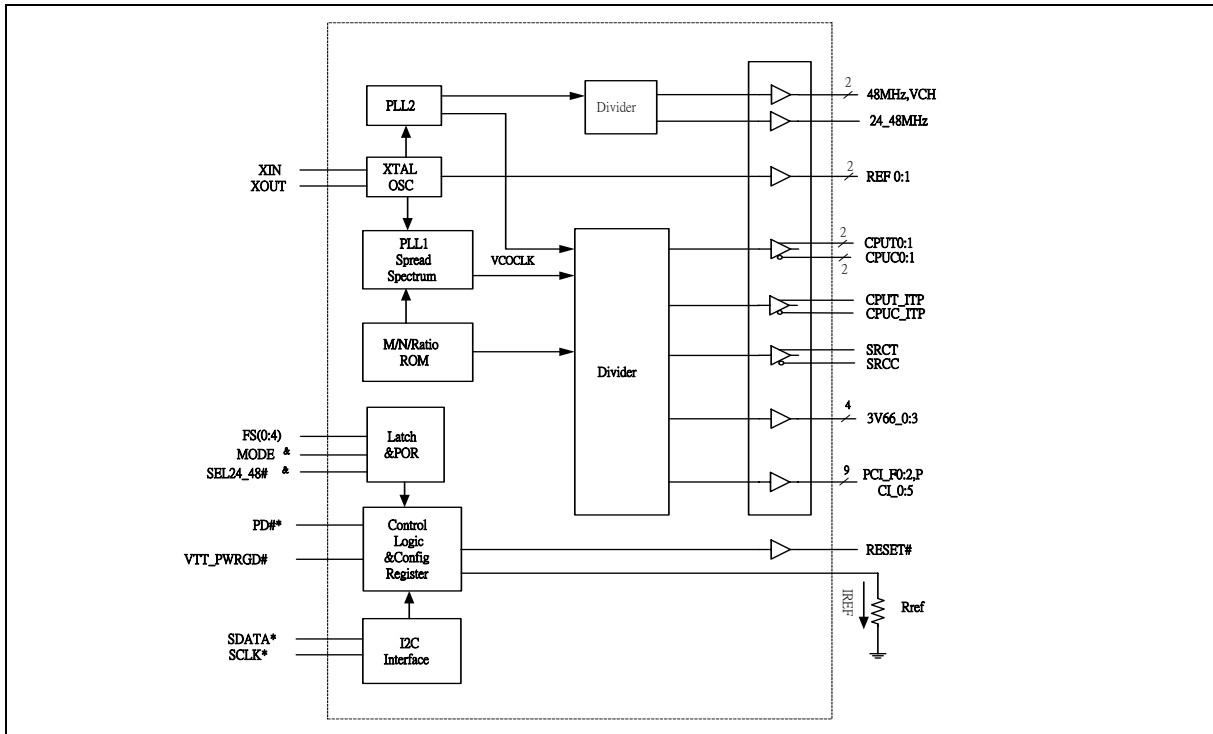 PLL2
Divider
2
48MHz,VCH
24_48MHz
XIN
XOUT
XTAL
OSC
2
REF 0:1
PLL1
Spread
Spectrum
VCOCLK
2
CPUT0:1
CPUC0:1
2
CPUT_ITP
CPUC_ITP
M/N/Ratio
ROM
Divider
SRCT
SRCC
4
3V66_0:3
FS(0:4)
MODE &
SEL24_48# &
Latch
&POR
9
PCI_F0:2,P
CI_0:5
PD#*
VTT_PWRGD#
Control
Logic
&Config
Register
RESET#
IREF
Rref
SDATA*
SCLK*
I2C
Interface